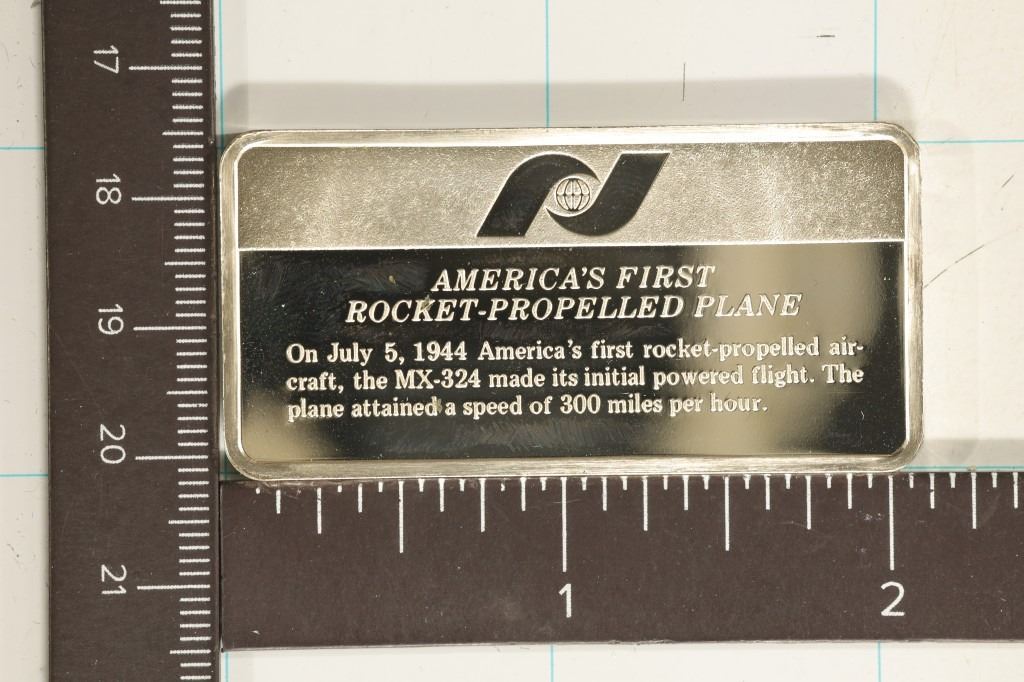 AMERICA'S FIRST
ROCKET-PROPELLED PLANE
On July 5, 1944 America's first rocket-propelled air-
craft, the MX-324 made its initial powered flight. The
plane attained a speed of 300 miles per hour.
17
18
19
20
21
1 2